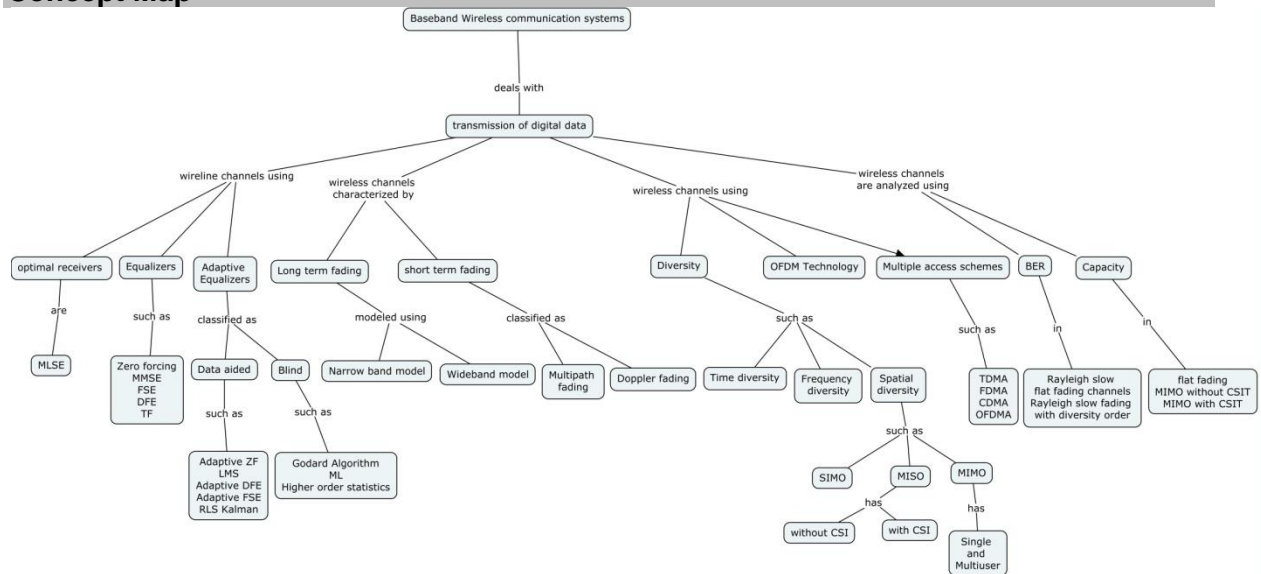 Concept Map
Baseband Wireless communication systems
deals with
transmission of digital data
wireline channels using
wireless channels
characterized by
wireless channels using
wireless channels
are analyzed using
optimal receivers
Equalizers
Adaptive
Equalizers
Long term fading
short term fading
Diversity
OFDM Technology
Multiple access schemes
BER
Capacity
are
such as
classified as
modeled using
classified as
such as
such as
in
in
MLSE
Zero forcing
MMSE
FSE
DFE
TF
Data aided
Blind
Narrow band model
Wideband model
Multipath
fading
Doppler fading
Time diversity
Frequency
diversity
Spatial
diversity
TDMA
FDMA
CDMA
OFDMA
Rayleigh slow
flat fading channels
Rayleigh slow fading
with diversity order
flat fading
MIMO without CSIT
MIMO with CSIT
such as
such as
such as
Adaptive ZF
LMS
Adaptive DFE
Adaptive FSE
RLS Kalman
Godard Algorithm
ML
Higher order statistics
SIMO
MISO
MIMO
has
has
without CSI
with CSI
Single
and
Multiuser